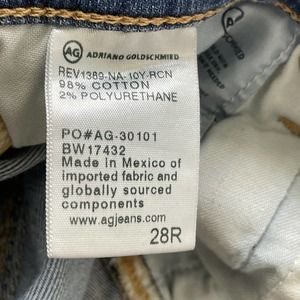 AG ADRIANO GOLDSCHMIED
REV1389-NA-10Y-RCN
98% COTTON
2% POLYURETHANE
PO#AG-30101
BW17432
Made in Mexico of
imported fabric and
globally sourced
components
www.agjeans.com
28R